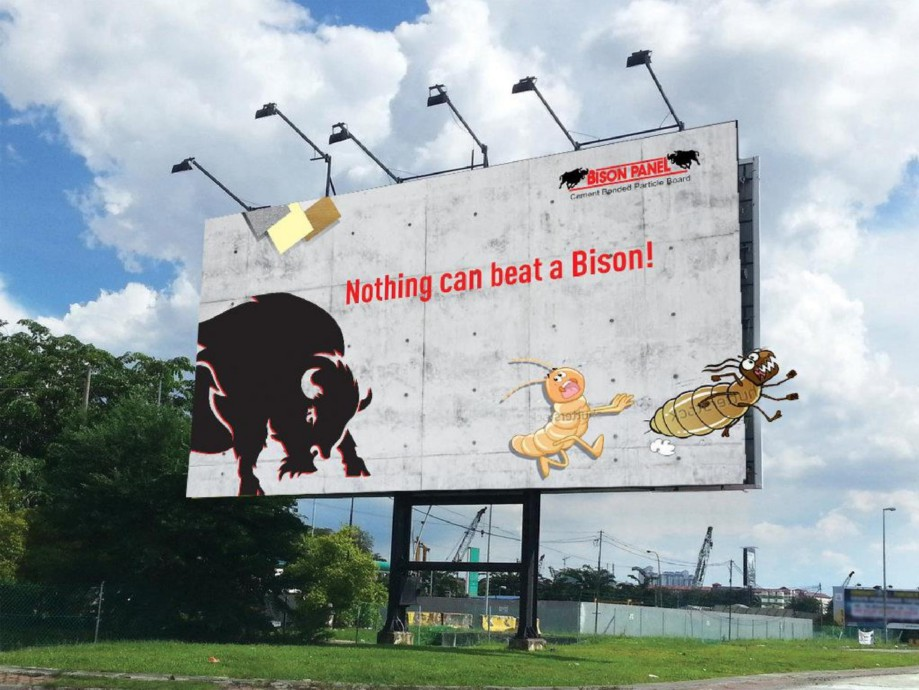 BISON PANEL
Cement Bonded Particle Board
Nothing can beat a Bison!